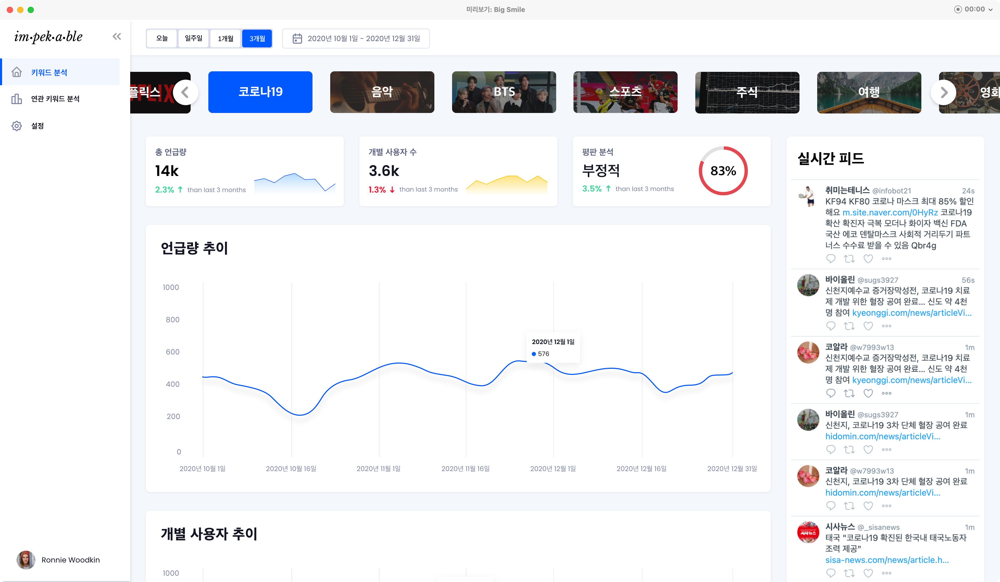 미리보기: Big Smile
00:00
im•pek•a•ble
오늘
일주일
1개월
3개월
2020년 10월 1일 - 2020년 12월 31일
키워드 분석
연관 키워드 분석
설정
플릭스
코로나19
음악
BTS
스포츠
주식
여행
영화
총 언급량
14k
2.3% ↑ than last 3 months
개별 사용자 수
3.6k
1.3% ↓ than last 3 months
평판 분석
부정적
3.5% ↑ than last 3 months
83%
언급량 추이
1000
800
600
400
200
0
2020년 12월 1일
576
2020년 10월 1일
2020년 10월 16일
2020년 11월 1일
2020년 11월 16일
2020년 12월 1일
2020년 12월 16일
2020년 12월 31일
개별 사용자 추이
1000
실시간 피드
취미는테니스 @infobot21 24s
KF94 KF80 코로나 마스크 최대 85% 할인
해요 m.site.naver.com/0HyRz 코로나19
확산 확진자 극복 모더나 화이자 백신 FDA
국산 에코 덴탈마스크 사회적 거리두기 파트
너스 수수료 받을 수 있음 Qbr4g
바이올린 @sugs3927 56s
신천지예수교 증거장막성전, 코로나19 치료
제 개발 위한 혈장 공여 완료... 신도 약 4천
명 참여 kyeonggi.com/news/articleVi...
코알라 @w7993w13 1m
신천지예수교 증거장막성전, 코로나19 치료
제 개발 위한 혈장 공여 완료... 신도 약 4천
명 참여 kyeonggi.com/news/articleVi...
바이올린 @sugs3927 1m
신천지, 코로나19 3차 단체 혈장 공여 완료
hidomin.com/news/articleVi...
코알라 @w7993w13 1m
신천지, 코로나19 3차 단체 혈장 공여 완료
hidomin.com/news/articleVi...
시사뉴스
시사뉴스 @_sisanews 1m
태국 "코로나19 확진된 한국내 태국노동자
조력 제공"
sisa-news.com/news/article.h...
Ronnie Woodkin